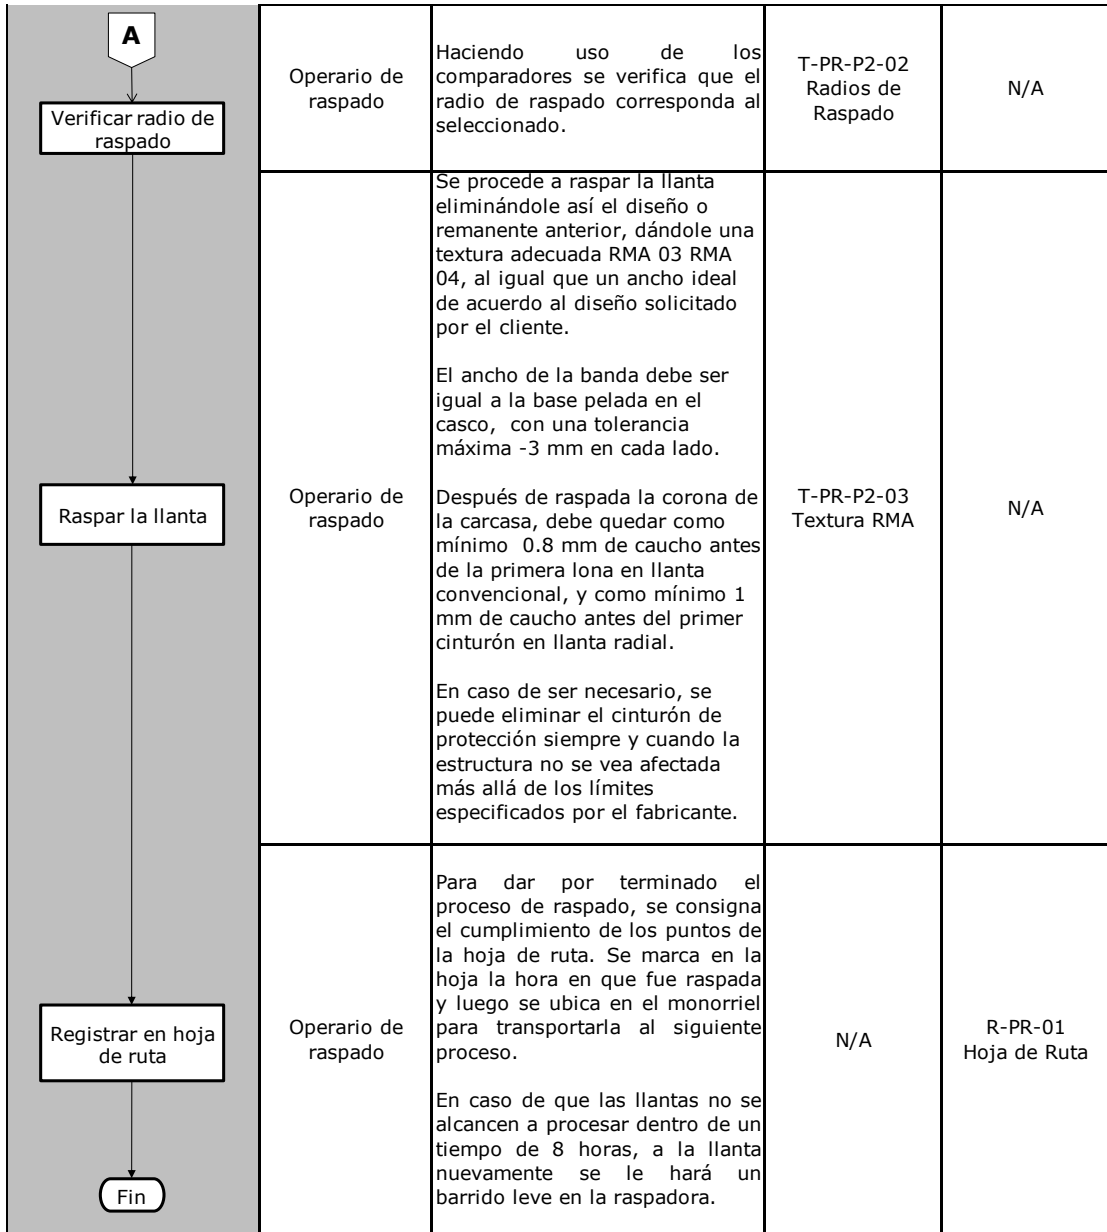 A
Verificar radio de
raspado
Operario de
raspado
Haciendo uso de los
comparadores se verifica que el
radio de raspado corresponda al
seleccionado.
T-PR-P2-02
Radios de
Raspado
N/A
Raspar la llanta
Operario de
raspado
Se procede a raspar la llanta
eliminándole así el diseño o
remanente anterior, dándole una
textura adecuada RMA 03 RMA
04, al igual que un ancho ideal
de acuerdo al diseño solicitado
por el cliente.
El ancho de la banda debe ser
igual a la base pelada en el
casco,  con una tolerancia
máxima -3 mm en cada lado.
Después de raspada la corona de
la carcasa, debe quedar como
mínimo  0.8 mm de caucho antes
de la primera lona en llanta
convencional, y como mínimo 1
mm de caucho antes del primer
cinturón en llanta radial.
En caso de ser necesario, se
puede eliminar el cinturón de
protección siempre y cuando la
estructura no se vea afectada
más allá de los límites
especificados por el fabricante.
T-PR-P2-03
Textura RMA
N/A
Registrar en hoja
de ruta
Operario de
raspado
Para dar por terminado el
proceso de raspado, se consigna
el cumplimiento de los puntos de
la hoja de ruta. Se marca en la
hoja la hora en que fue raspada
y luego se ubica en el monorriel
para transportarla al siguiente
proceso.
En caso de que las llantas no se
alcancen a procesar dentro de un
tiempo de 8 horas, a la llanta
nuevamente se le hará un
barrido leve en la raspadora.
N/A
R-PR-01
Hoja de Ruta
Fin